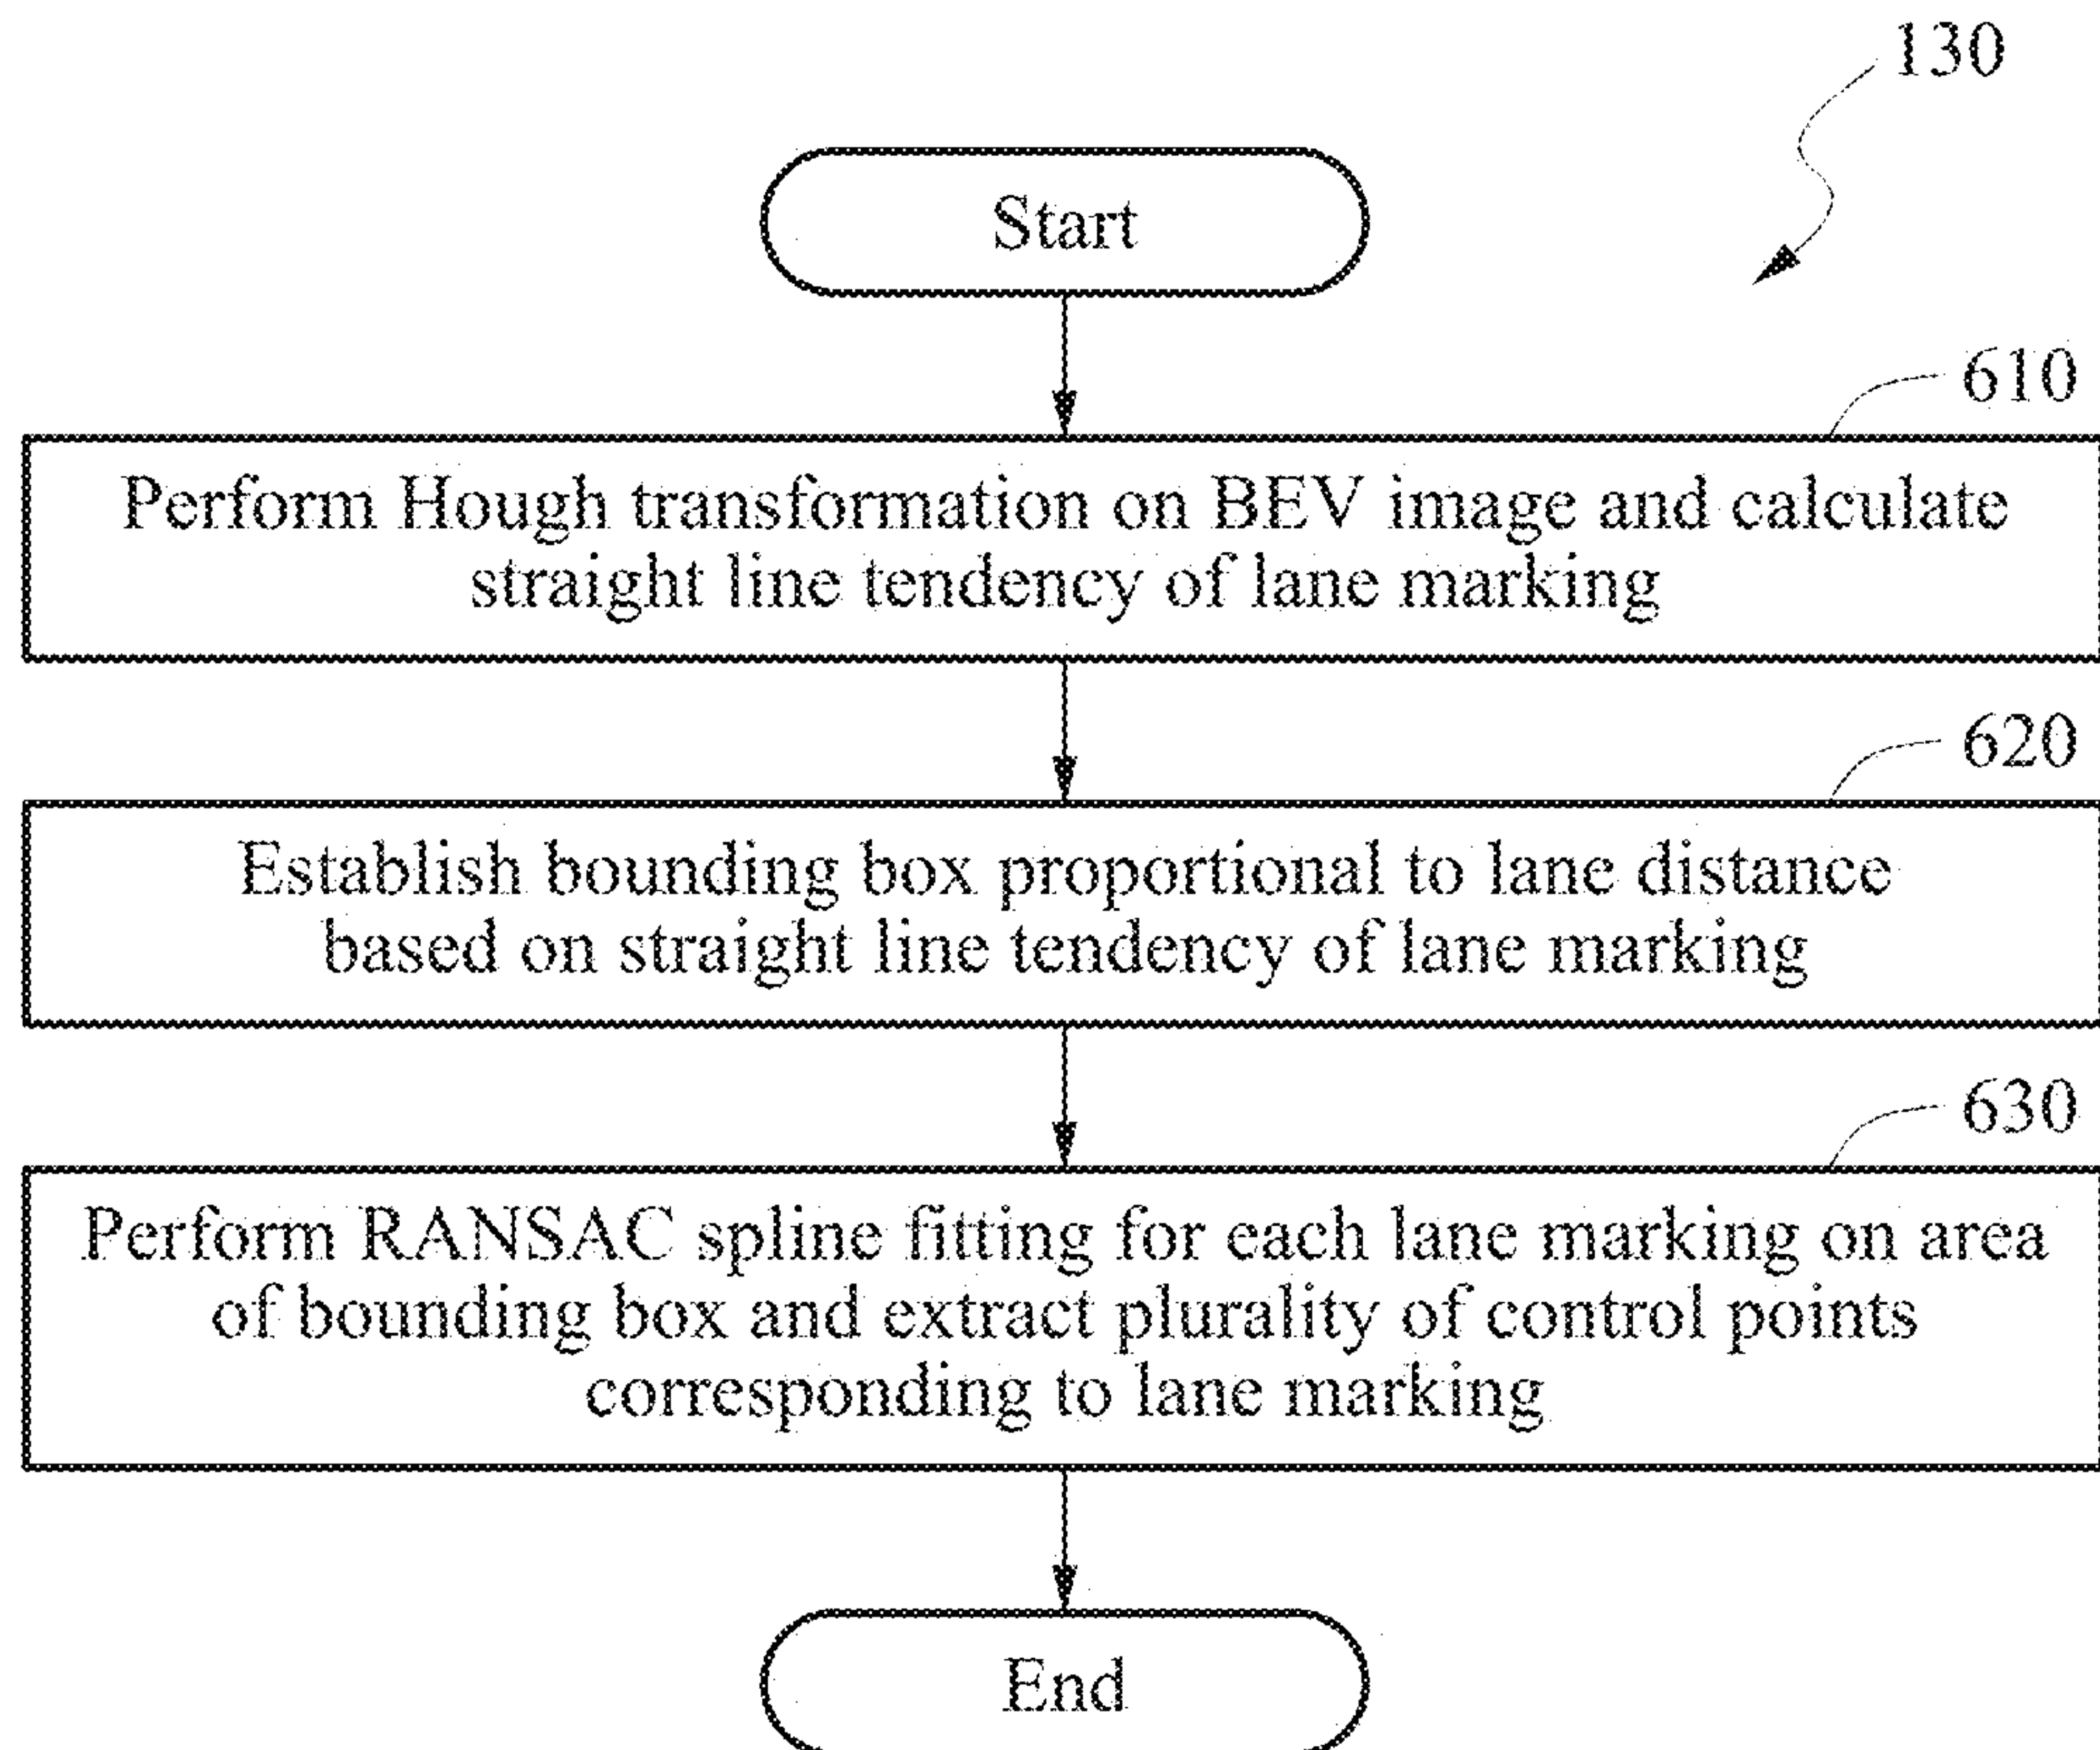 130
Start
610
Perform Hough transformation on BEV image and calculate
straight line tendency of lane marking
620
Establish bounding box proportional to lane distance
based on straight line tendency of lane marking
630
Perform RANSAC spline fitting for each lane marking on area
of bounding box and extract plurality of control points
corresponding to lane marking
End